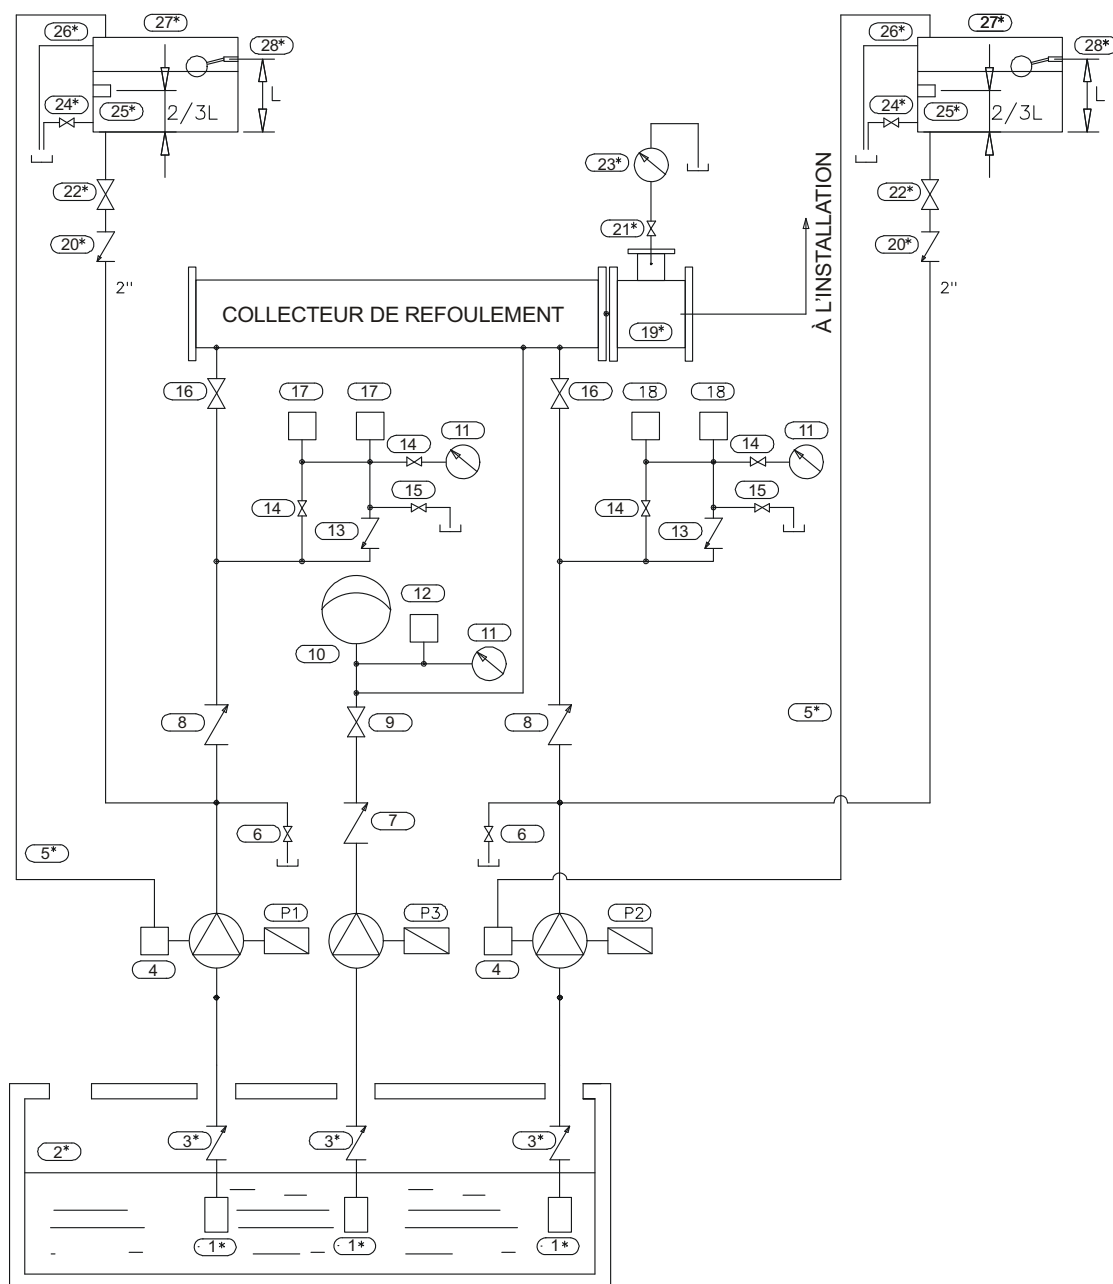 26* 27* 28*
24* 25* 2/3L L
22*
20*
2"
23*
21*
À L'INSTALLATION
26* 27* 28*
24* 25* 2/3L L
22*
20*
2"
COLLECTEUR DE REFOULEMENT
19*
16 17 17 16 18 18
14 11 14 11
14 15 14 15
13 13
10 12 11
8 9 8 5*
6 7 6
5*
P1 P3 P2
4 4
2* 3* 3* 3*
1* 1* 1*